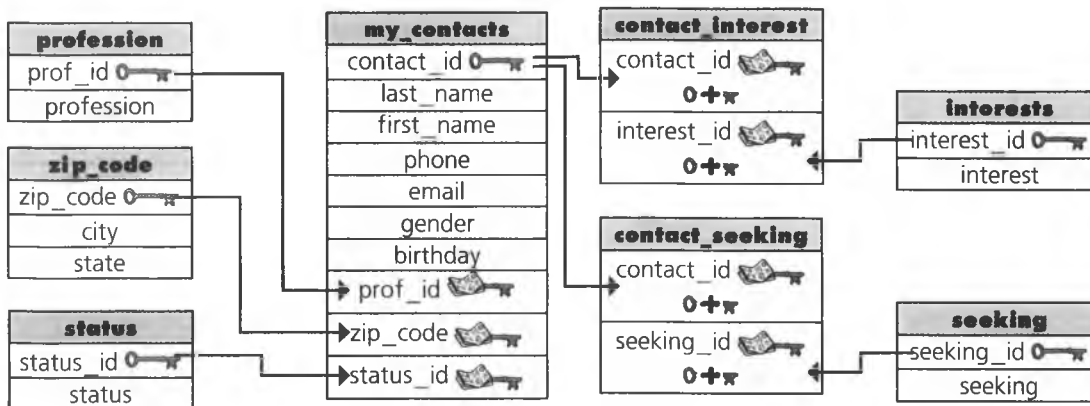 profession
prof_id
profession
zip_code
zip_code
city
state
status
status_id
status
my_contacts
contact_id
last_name
first_name
phone
email
gender
birthday
prof_id
zip_code
status_id
contact_interest
contact_id
interest_id
contact_seeking
contact_id
seeking_id
interests
interest_id
interest
seeking
seeking_id
seeking